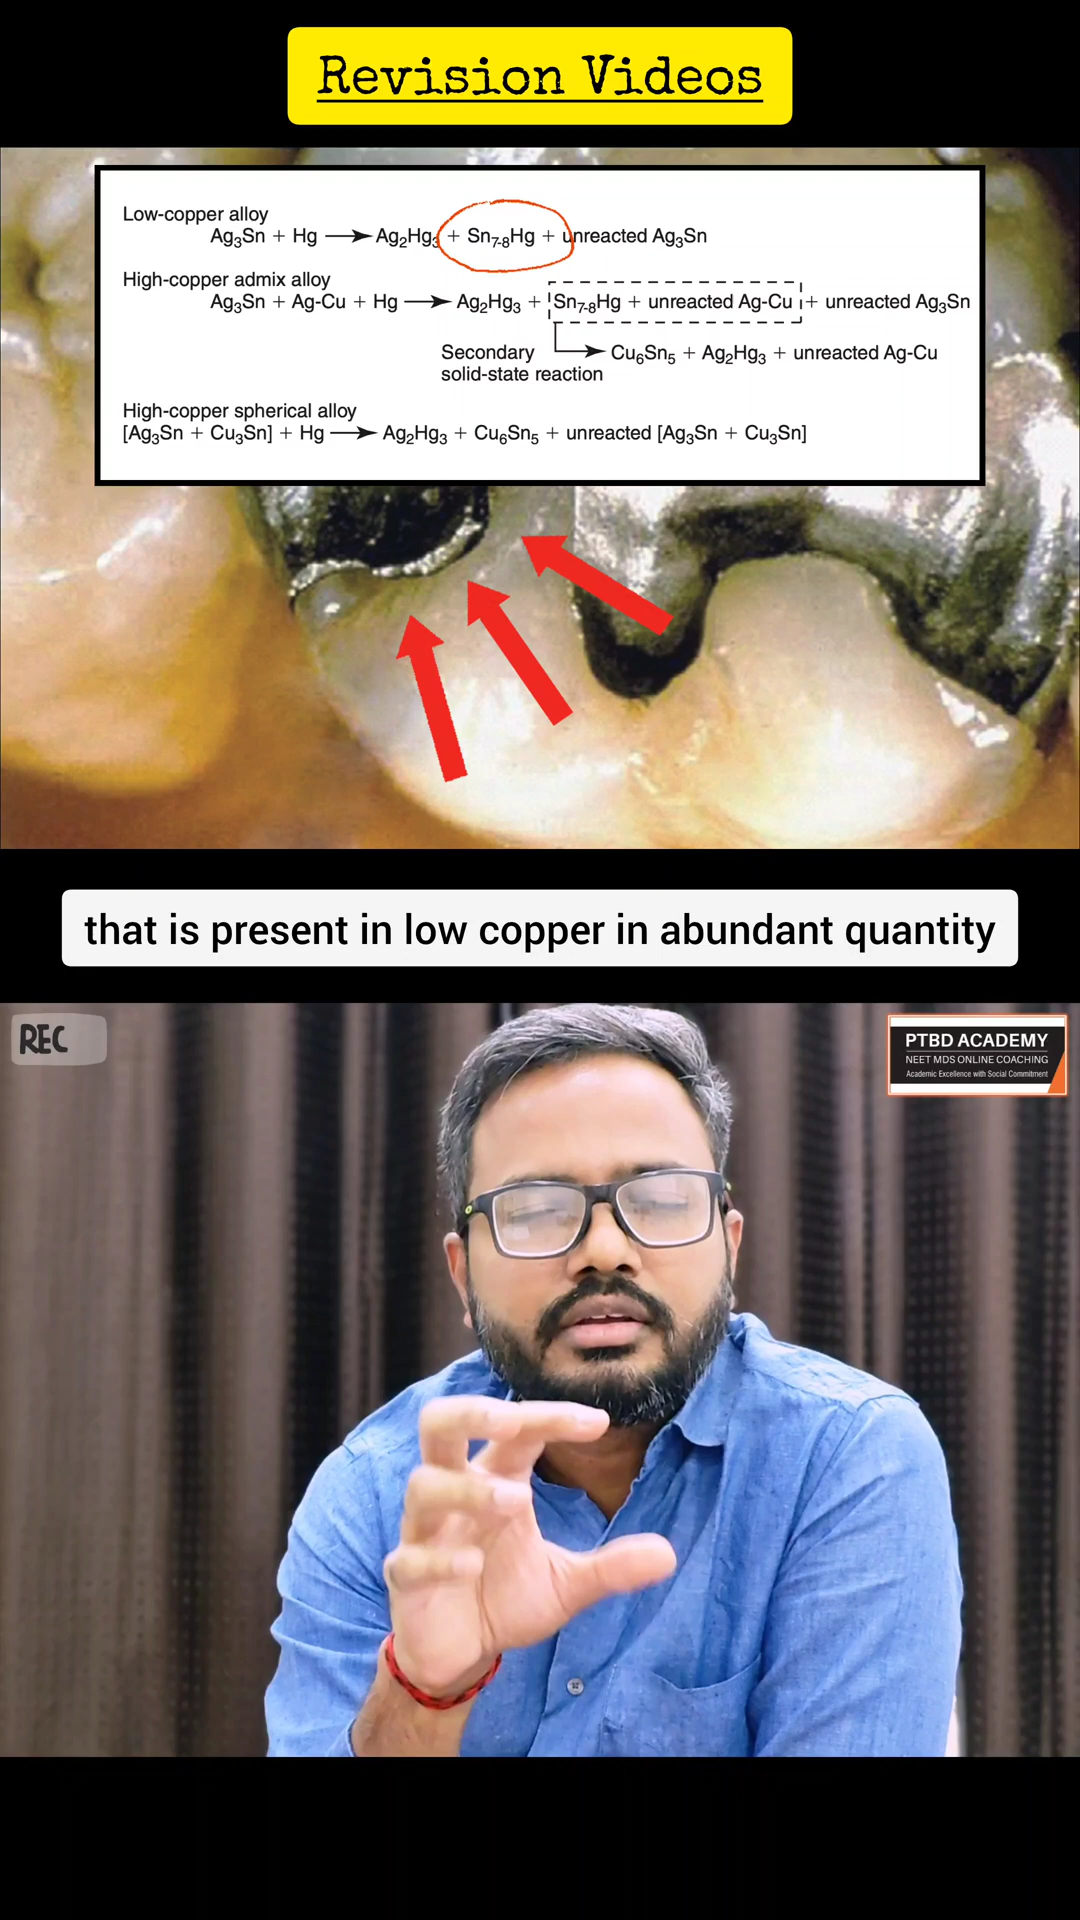 Revision Videos
Low-copper alloy
Ag₃Sn + Hg ⟶ Ag₂Hg₃ + Sn₇₋₈Hg + unreacted Ag₃Sn
High-copper admix alloy
Ag₃Sn + Ag-Cu + Hg ⟶ Ag₂Hg₃ + Sn₇₋₈Hg + unreacted Ag-Cu + unreacted Ag₃Sn
Secondary solid-state reaction ⟶ Cu₆Sn₅ + Ag₂Hg₃ + unreacted Ag-Cu
High-copper spherical alloy
[Ag₃Sn + Cu₃Sn] + Hg ⟶ Ag₂Hg₃ + Cu₆Sn₅ + unreacted [Ag₃Sn + Cu₃Sn]
that is present in low copper in abundant quantity
REC
PTBD ACADEMY
NEET MDS ONLINE COACHING
Academic Excellence with Social Commitment